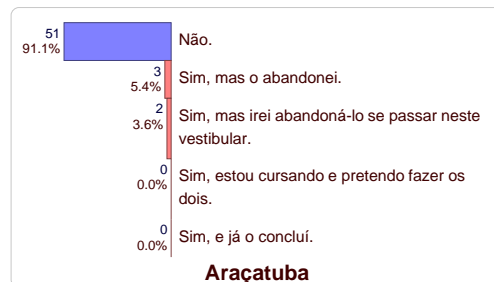 51
91.1%
Não.
3
5.4%
Sim, mas o abandonei.
2
3.6%
Sim, mas irei abandoná-lo se passar neste
vestibular.
0
0.0%
Sim, estou cursando e pretendo fazer os
dois.
0
0.0%
Sim, e já o concluí.
Araçatuba